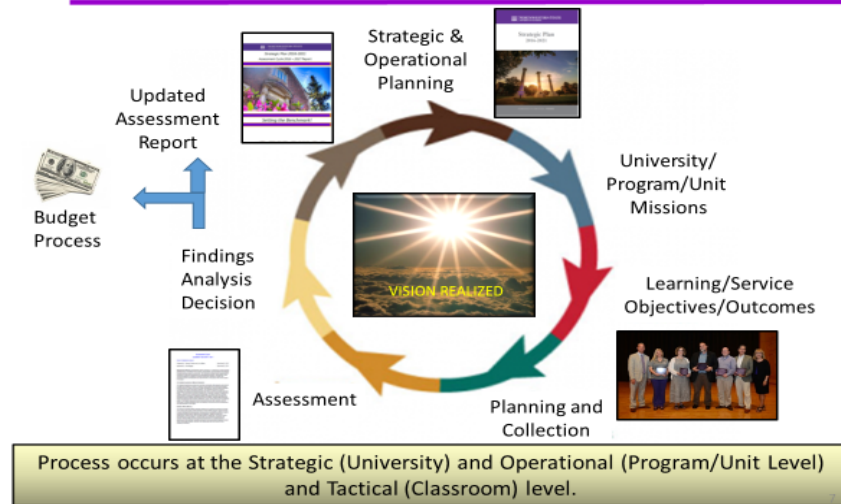 Strategic &
Operational
Planning
Strategic Plan
University/
Program/Unit
Missions
Learning/Service
Objectives/Outcomes
Planning and
Collection
Assessment
Findings
Analysis
Decision
Updated
Assessment
Report
Budget
Process
VISION REALIZED
Process occurs at the Strategic (University) and Operational (Program/Unit Level)
and Tactical (Classroom) level.
7